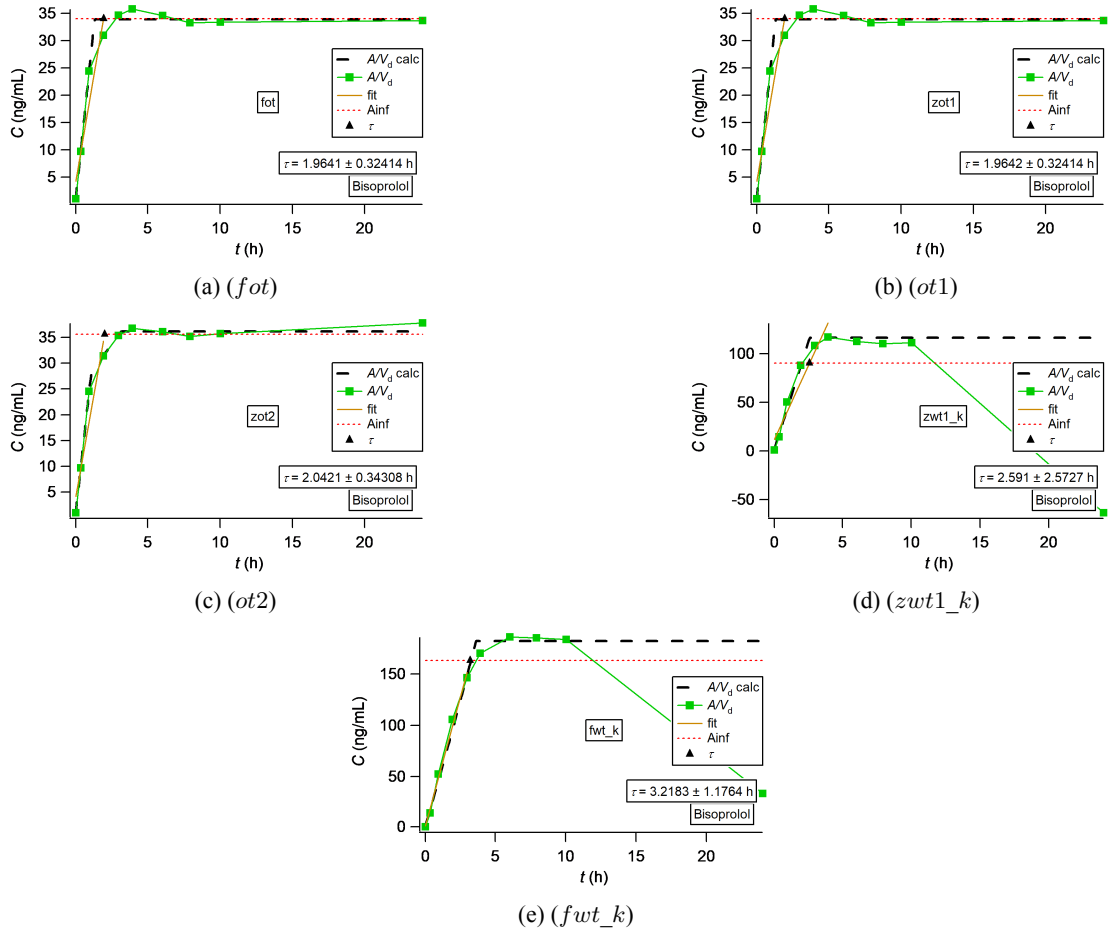 35
30
25
20
15
10
5
C (ng/mL)
A/Vd calc
A/Vd
fit
Ainf
τ
fot
τ = 1.9641 ± 0.32414 h
Bisoprolol
0 5 10 15 20
t (h)
(a) (fot)
35
30
25
20
15
10
5
C (ng/mL)
A/Vd calc
A/Vd
fit
Ainf
τ
zot1
τ = 1.9642 ± 0.32414 h
Bisoprolol
0 5 10 15 20
t (h)
(b) (ot1)
35
30
25
20
15
10
5
C (ng/mL)
A/Vd calc
A/Vd
fit
Ainf
τ
zot2
τ = 2.0421 ± 0.34308 h
Bisoprolol
0 5 10 15 20
t (h)
(c) (ot2)
100
50
0
-50
C (ng/mL)
A/Vd calc
A/Vd
fit
Ainf
τ
zwt1_k
τ = 2.591 ± 2.5727 h
Bisoprolol
0 5 10 15 20
t (h)
(d) (zwt1_k)
150
100
50
0
C (ng/mL)
A/Vd calc
A/Vd
fit
Ainf
τ
fwt_k
τ = 3.2183 ± 1.1764 h
Bisoprolol
0 5 10 15 20
t (h)
(e) (fwt_k)